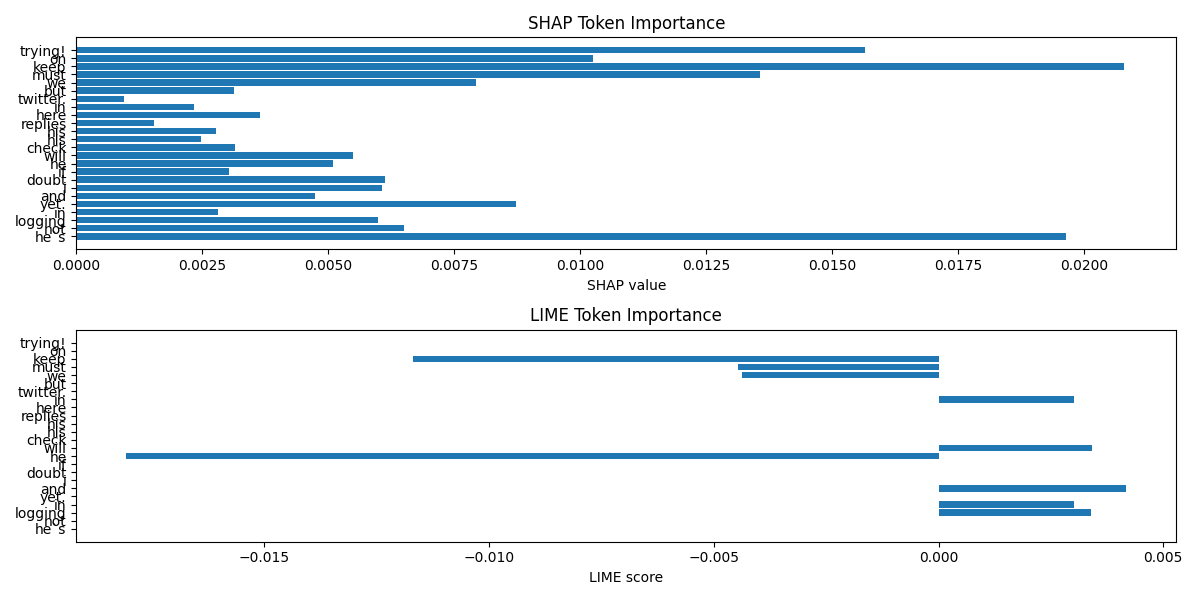 SHAP Token Importance
trying!
on
keep
must
we
but
twitter.
in
here
replies
his
his
check
will
he
if
doubt
i
and
yet.
in
logging
not
he s
0.0000 0.0025 0.0050 0.0075 0.0100 0.0125 0.0150 0.0175 0.0200
SHAP value
LIME Token Importance
trying!
on
keep
must
we
but
twitter.
in
here
replies
his
his
check
will
he
if
doubt
i
and
yet.
in
logging
not
he s
−0.015 −0.010 −0.005 0.000 0.005
LIME score